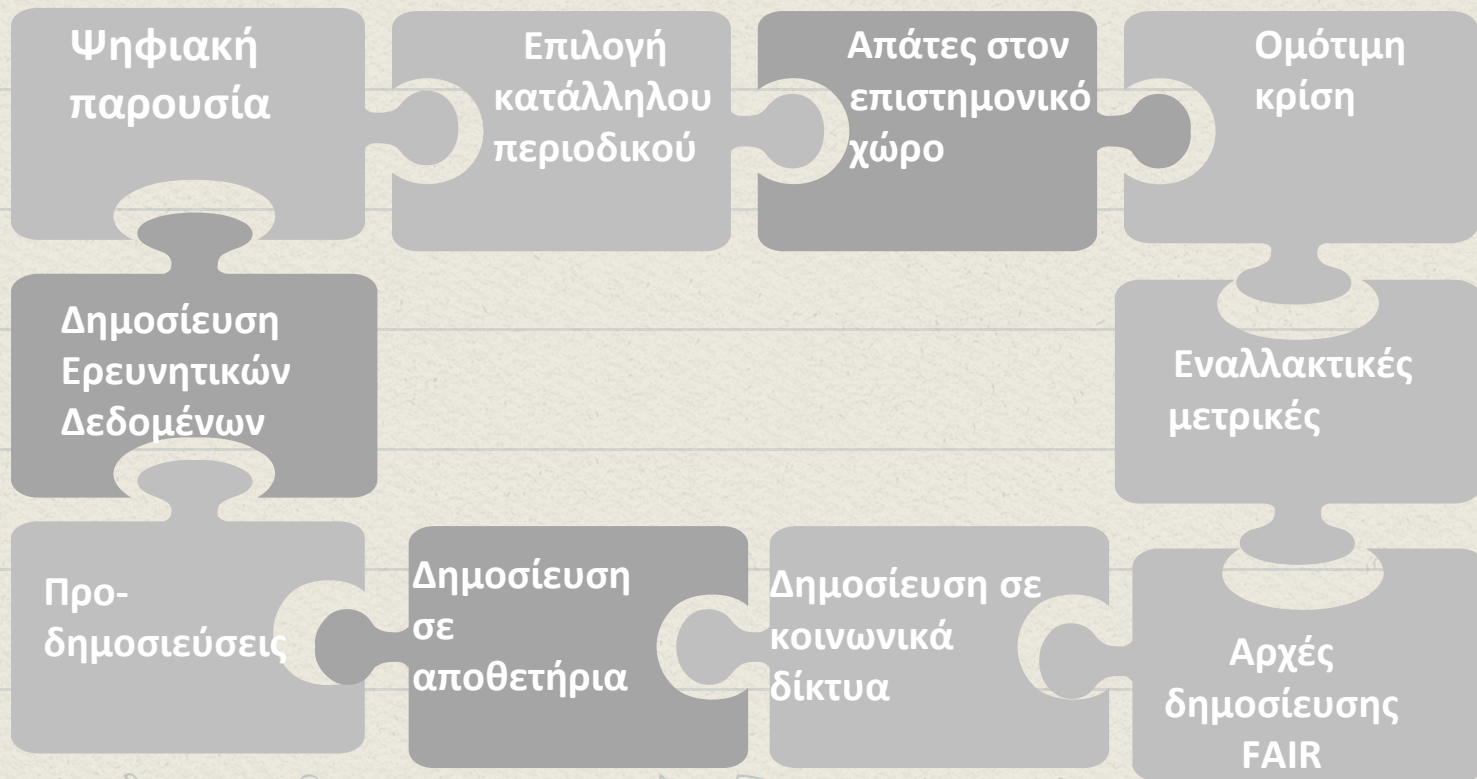 Ψηφιακή
παρουσία
Επιλογή
κατάλληλου
περιοδικού
Απάτες στον
επιστημονικό
χώρο
Ομότιμη
κρίση
Δημοσίευση
Ερευνητικών
Δεδομένων
Εναλλακτικές
μετρικές
Προ-
δημοσιεύσεις
Δημοσίευση
σε
αποθετήρια
Δημοσίευση σε
κοινωνικά
δίκτυα
Αρχές
δημοσίευσης
FAIR